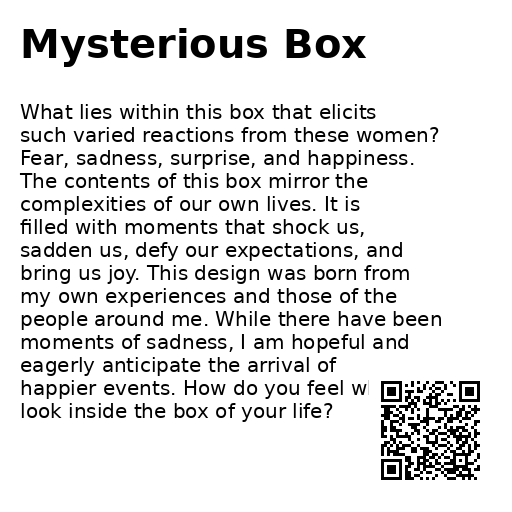 Mysterious Box
What lies within this box that elicits
such varied reactions from these women?
Fear, sadness, surprise, and happiness.
The contents of this box mirror the
complexities of our own lives. It is
filled with moments that shock us,
sadden us, defy our expectations, and
bring us joy. This design was born from
my own experiences and those of the
people around me. While there have been
moments of sadness, I am hopeful and
eagerly anticipate the arrival of
happier events. How do you feel
look inside the box of your life?